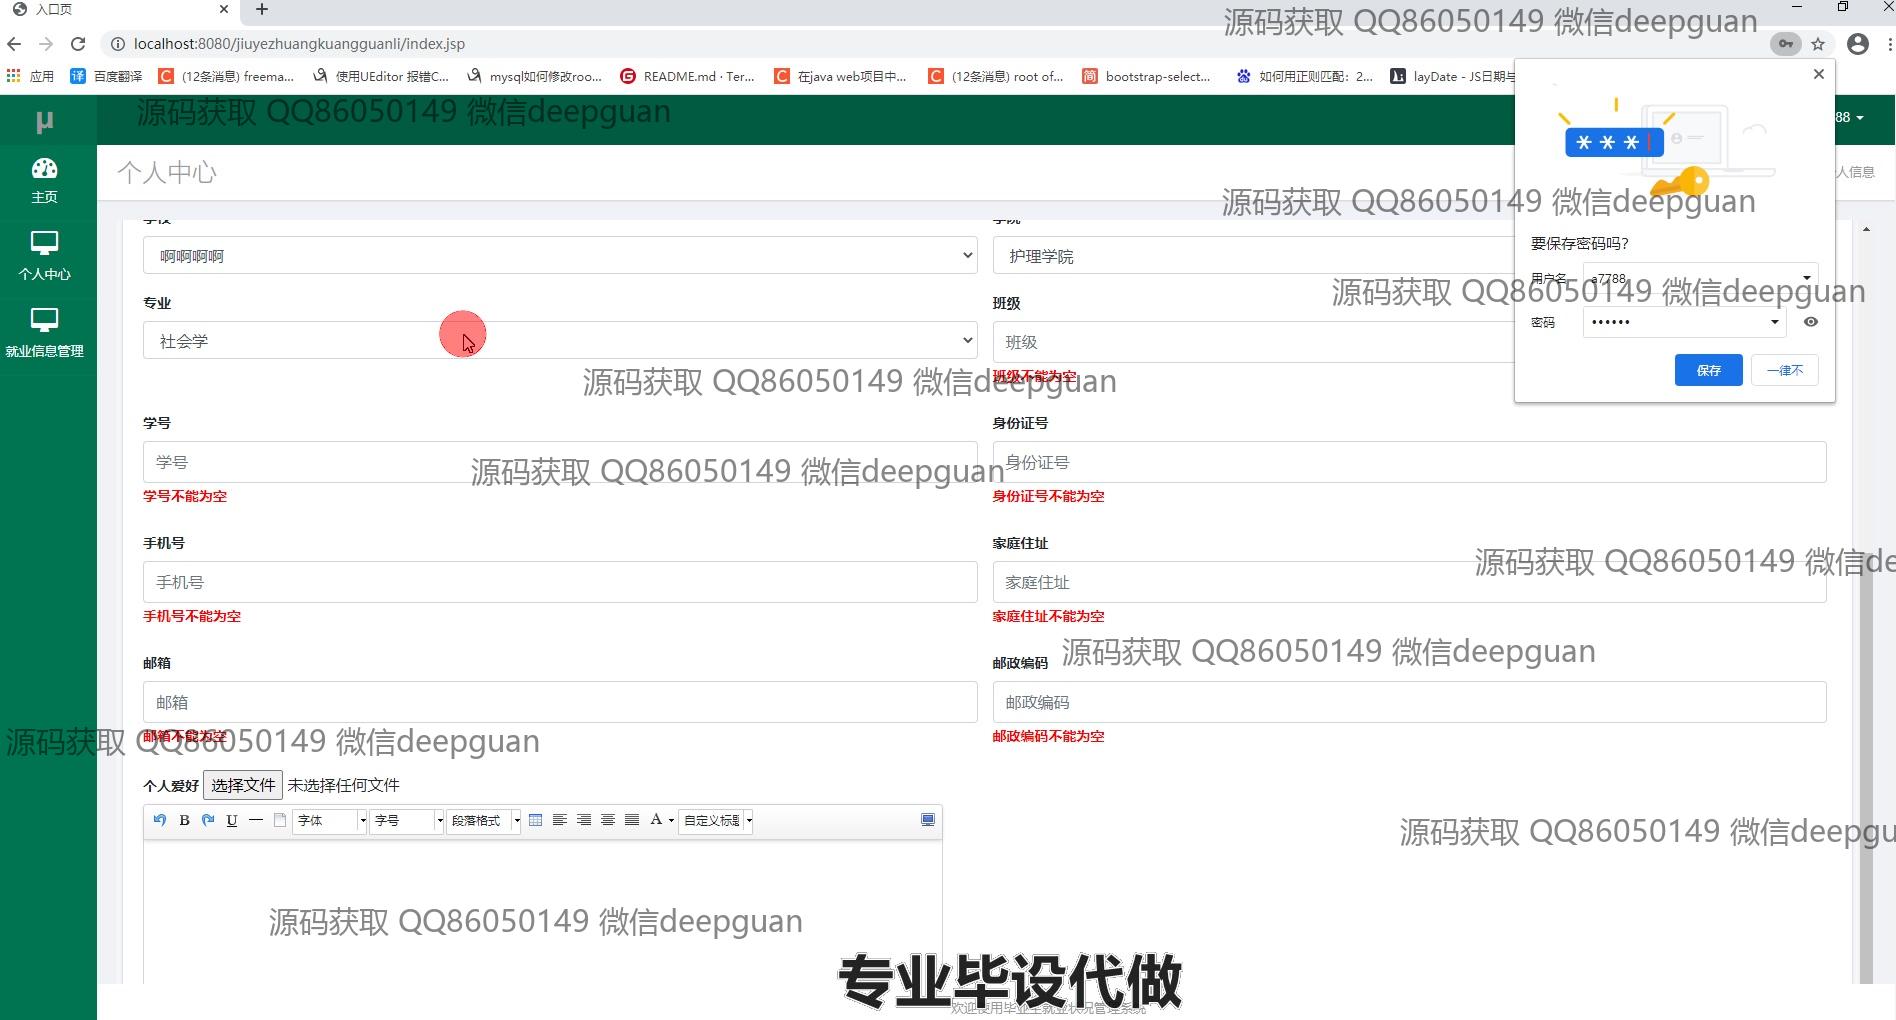 入口页
源码获取 QQ86050149 微信deepguan
localhost:8080/jiuyezhuangkuangguanli/index.jsp
应用 百度翻译 (12条消息) freema... 使用UEditor 报错C... mysql如何修改roo... README.md · Ter... 在java web项目中... (12条消息) root of... bootstrap-select... 如何用正则匹配：2... layDate - JS日期与
源码获取 QQ86050149 微信deepguan
μ
88
主页
个人中心
人信息
源码获取 QQ86050149 微信deepguan
要保存密码吗?
用户名 a7788
密码 ••••••
保存 一律不
源码获取 QQ86050149 微信deepguan
个人中心
就业信息管理
啊啊啊啊
护理学院
专业
班级
社会学
班级
班级不能为空
源码获取 QQ86050149 微信deepguan
学号
身份证号
学号
身份证号
源码获取 QQ86050149 微信deepguan
学号不能为空
身份证号不能为空
手机号
家庭住址
源码获取 QQ86050149 微信de
手机号
家庭住址
手机号不能为空
家庭住址不能为空
邮箱
邮政编码
源码获取 QQ86050149 微信deepguan
邮箱
邮政编码
邮箱不能为空
邮政编码不能为空
源码获取 QQ86050149 微信deepguan
个人爱好 选择文件 未选择任何文件
B U 字体 字号 段落格式 A 自定义标题
源码获取 QQ86050149 微信deepgu
源码获取 QQ86050149 微信deepguan
专业毕设代做
欢迎使用毕业生就业状况管理系统